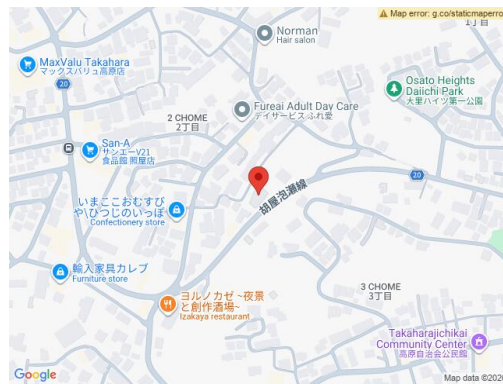 Map error: g.co/staticmaperro
1丁目
Norman
Hair salon
MaxValu Takahara
マックスバリュ高原店
20
Osato Heights
Daiichi Park
大里ハイツ第一公園
Fureai Adult Day Care
デイサービス ふれ愛
2 CHOME
2丁目
San-A
サンエーV21
食品館 照屋店
20
胡屋泡瀬線
いまここおむすび
や\ひつじのいっぽ
Confectionery store
輸入家具カレブ
Furniture store
3 CHOME
3丁目
ヨルノカゼ ~夜景
と創作酒場~
Izakaya restaurant
Takaharajichikai
Community Center
高原自治会公民館
Google
Map data ©202